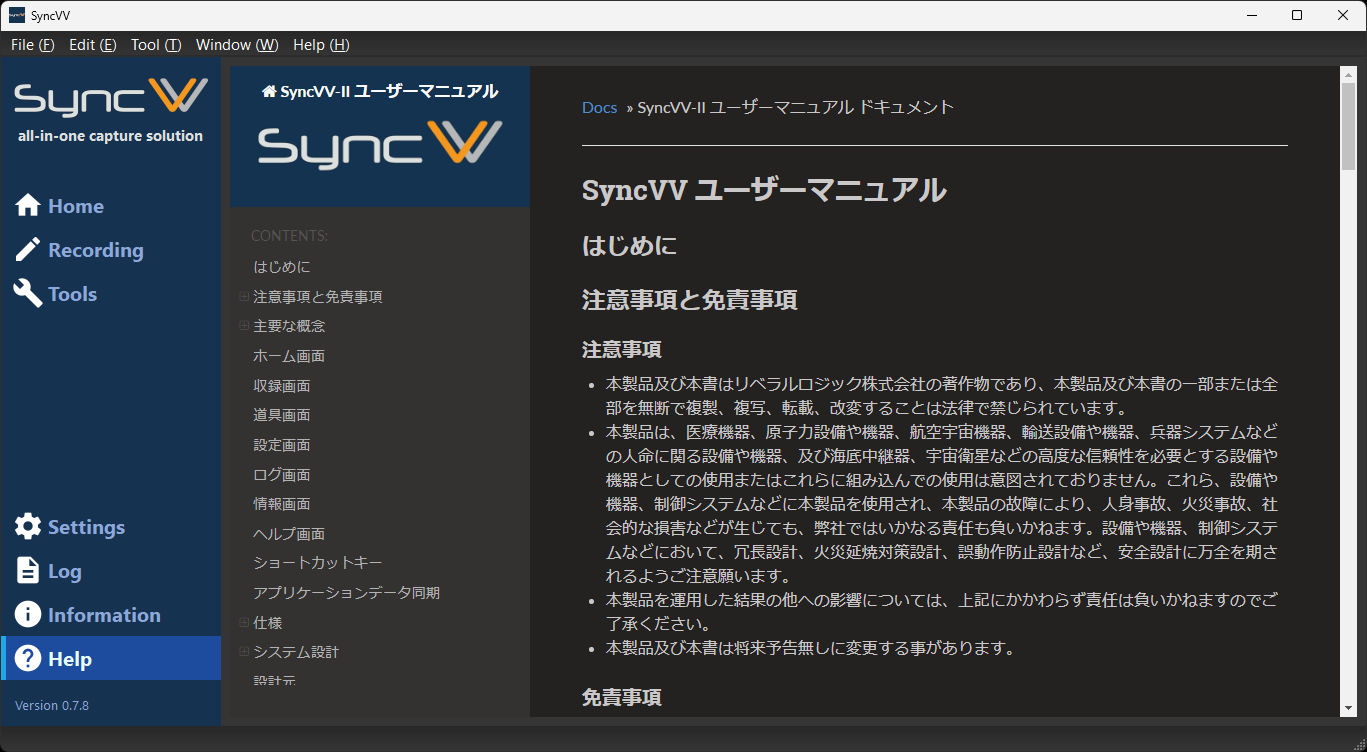 SyncVV
File (F) Edit (E) Tool (T) Window (W) Help (H)
SyncVV
all-in-one capture solution
Home
Recording
Tools
Settings
Log
Information
Help
Version 0.7.8
SyncVV-II ユーザーマニュアル
SyncVV
CONTENTS:
はじめに
注意事項と免責事項
主要な概念
ホーム画面
収録画面
道具画面
設定画面
ログ画面
情報画面
ヘルプ画面
ショートカットキー
アプリケーションデータ同期
仕様
システム設計
設計元
Docs » SyncVV-II ユーザーマニュアル ドキュメント
SyncVV ユーザーマニュアル
はじめに
注意事項と免責事項
注意事項
• 本製品及び本書はリベラルロジック株式会社の著作物であり、本製品及び本書の一部または全
部を無断で複製、複写、転載、改変することは法律で禁じられています。
• 本製品は、医療機器、原子力設備や機器、航空宇宙機器、輸送設備や機器、兵器システムなど
の人命に関る設備や機器、及び海底中継器、宇宙衛星などの高度な信頼性を必要とする設備や
機器としての使用またはこれらに組み込んでの使用は意図されておりません。これら、設備や
機器、制御システムなどに本製品を使用され、本製品の故障により、人身事故、火災事故、社
会的な損害などが生じても、弊社ではいかなる責任も負いかねます。設備や機器、制御システ
ムなどにおいて、冗長設計、火災延焼対策設計、誤動作防止設計など、安全設計に万全を期さ
れるようご注意願います。
• 本製品を運用した結果の他への影響については、上記にかかわらず責任は負いかねますのでご
了承ください。
• 本製品及び本書は将来予告無しに変更する事があります。
免責事項